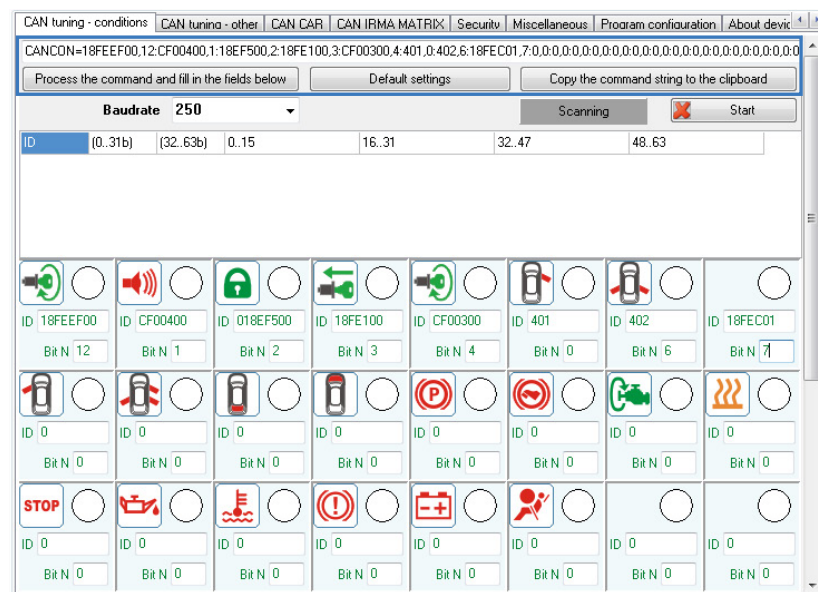 CAN tuning - conditions CAN tuning - other CAN CAR CAN IRMA MATRIX Security Miscellaneous Program configuration About devic
CANCON=18FEEF00,12:CF00400,1:18EF500,2:18FE100,3:CF00300,4:401,0:402,6:18FEC01,7:0,0:0,0:0,0:0,0:0,0:0,0:0,0:0,0:0,0:0,0:0,0:0,0:0
Process the command and fill in the fields below Default settings Copy the command string to the clipboard
Baudrate 250 Scanning Start
ID (0..31b) (32..63b) 0..15 16..31 32..47 48..63
ID 18FEEF00 ID CF00400 ID 018EF500 ID 18FE100 ID CF00300 ID 401 ID 402 ID 18FEC01
Bit N 12 Bit N 1 Bit N 2 Bit N 3 Bit N 4 Bit N 0 Bit N 6 Bit N 7
P
ID 0 ID 0 ID 0 ID 0 ID 0 ID 0 ID 0 ID 0
Bit N 0 Bit N 0 Bit N 0 Bit N 0 Bit N 0 Bit N 0 Bit N 0 Bit N 0
STOP
ID 0 ID 0 ID 0 ID 0 ID 0 ID 0 ID 0 ID 0
Bit N 0 Bit N 0 Bit N 0 Bit N 0 Bit N 0 Bit N 0 Bit N 0 Bit N 0